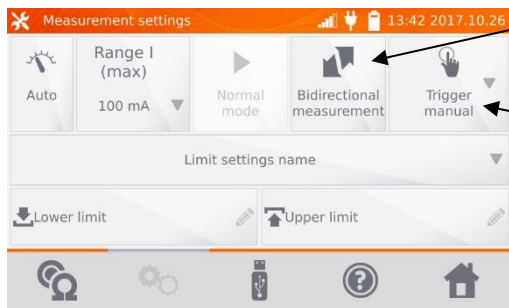 Measurement settings 13:42 2017.10.26
Auto
Range I
(max)
100 mA
Normal
mode
Bidirectional
measurement
Trigger
manual
Limit settings name
Lower limit
Upper limit